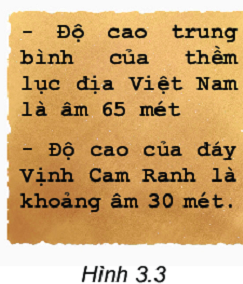 - Độ cao trung
bình của thềm
lục địa Việt Nam
là âm 65 mét
- Độ cao của đáy
Vịnh Cam Ranh là
khoảng âm 30 mét.
Hình 3.3